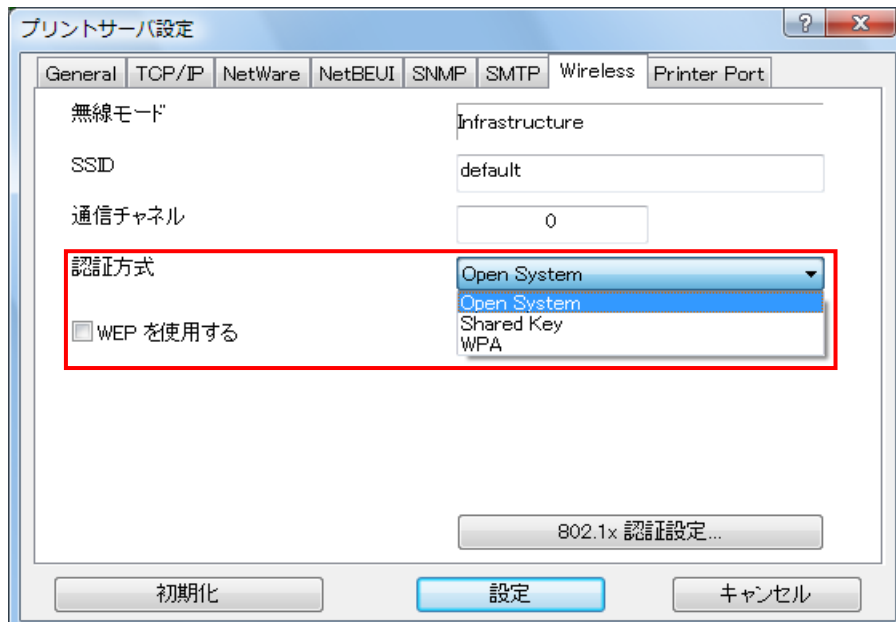 プリントサーバ設定
General TCP/IP NetWare NetBEUI SNMP SMTP Wireless Printer Port
無線モード Infrastructure
SSID default
通信チャネル 0
認証方式 Open System
Open System
Shared Key
WEP を使用する
WPA
802.1x 認証設定...
初期化 設定 キャンセル